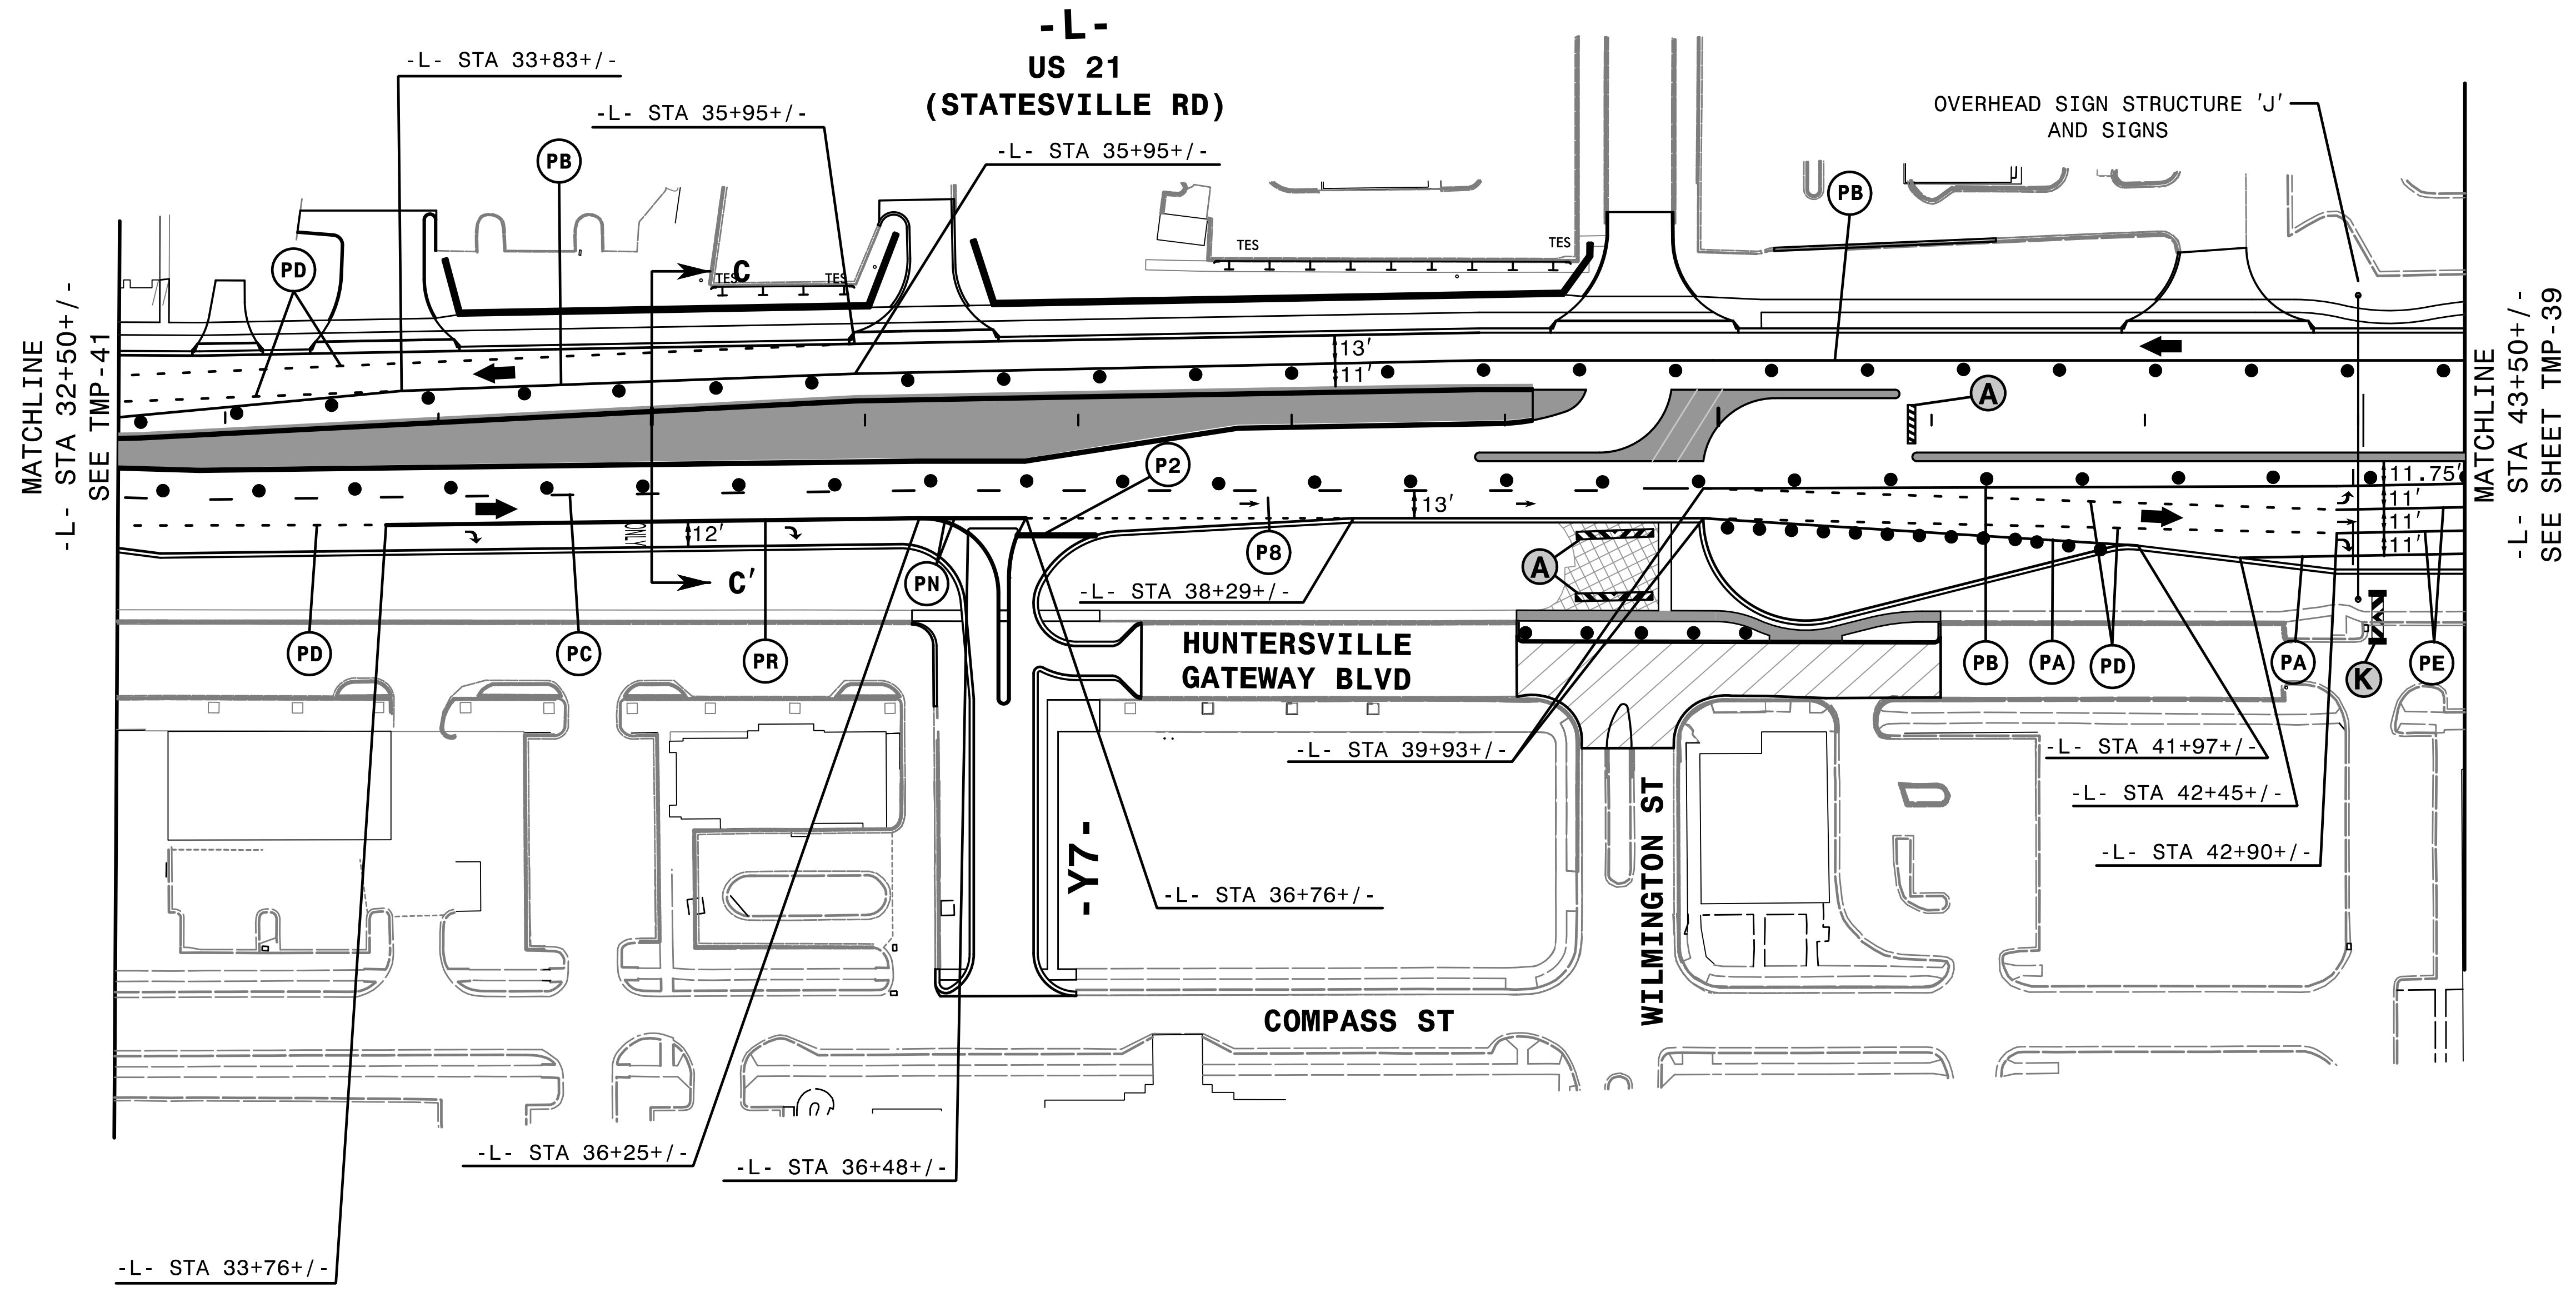 -L-
US 21
(STATESVILLE RD)
-L- STA 33+83+/-
-L- STA 35+95+/-
-L- STA 35+95+/-
OVERHEAD SIGN STRUCTURE 'J'
AND SIGNS
PB
PB
PD
TES
TES
TES
TES
C
MATCHLINE
-L- STA 32+50+/-
SEE TMP-41
MATCHLINE
-L- STA 43+50+/-
SEE SHEET TMP-39
13'
11'
A
P2
11.75'
11'
11'
11'
13'
ONLY
12'
P8
A
C'
PN
-L- STA 38+29+/-
PD
PC
PR
HUNTERSVILLE
GATEWAY BLVD
PB
PA
PD
PA
K
PE
-L- STA 39+93+/-
-L- STA 41+97+/-
-L- STA 42+45+/-
-L- STA 42+90+/-
-Y7-
WILMINGTON ST
-L- STA 36+76+/-
COMPASS ST
-L- STA 36+25+/-
-L- STA 36+48+/-
-L- STA 33+76+/-